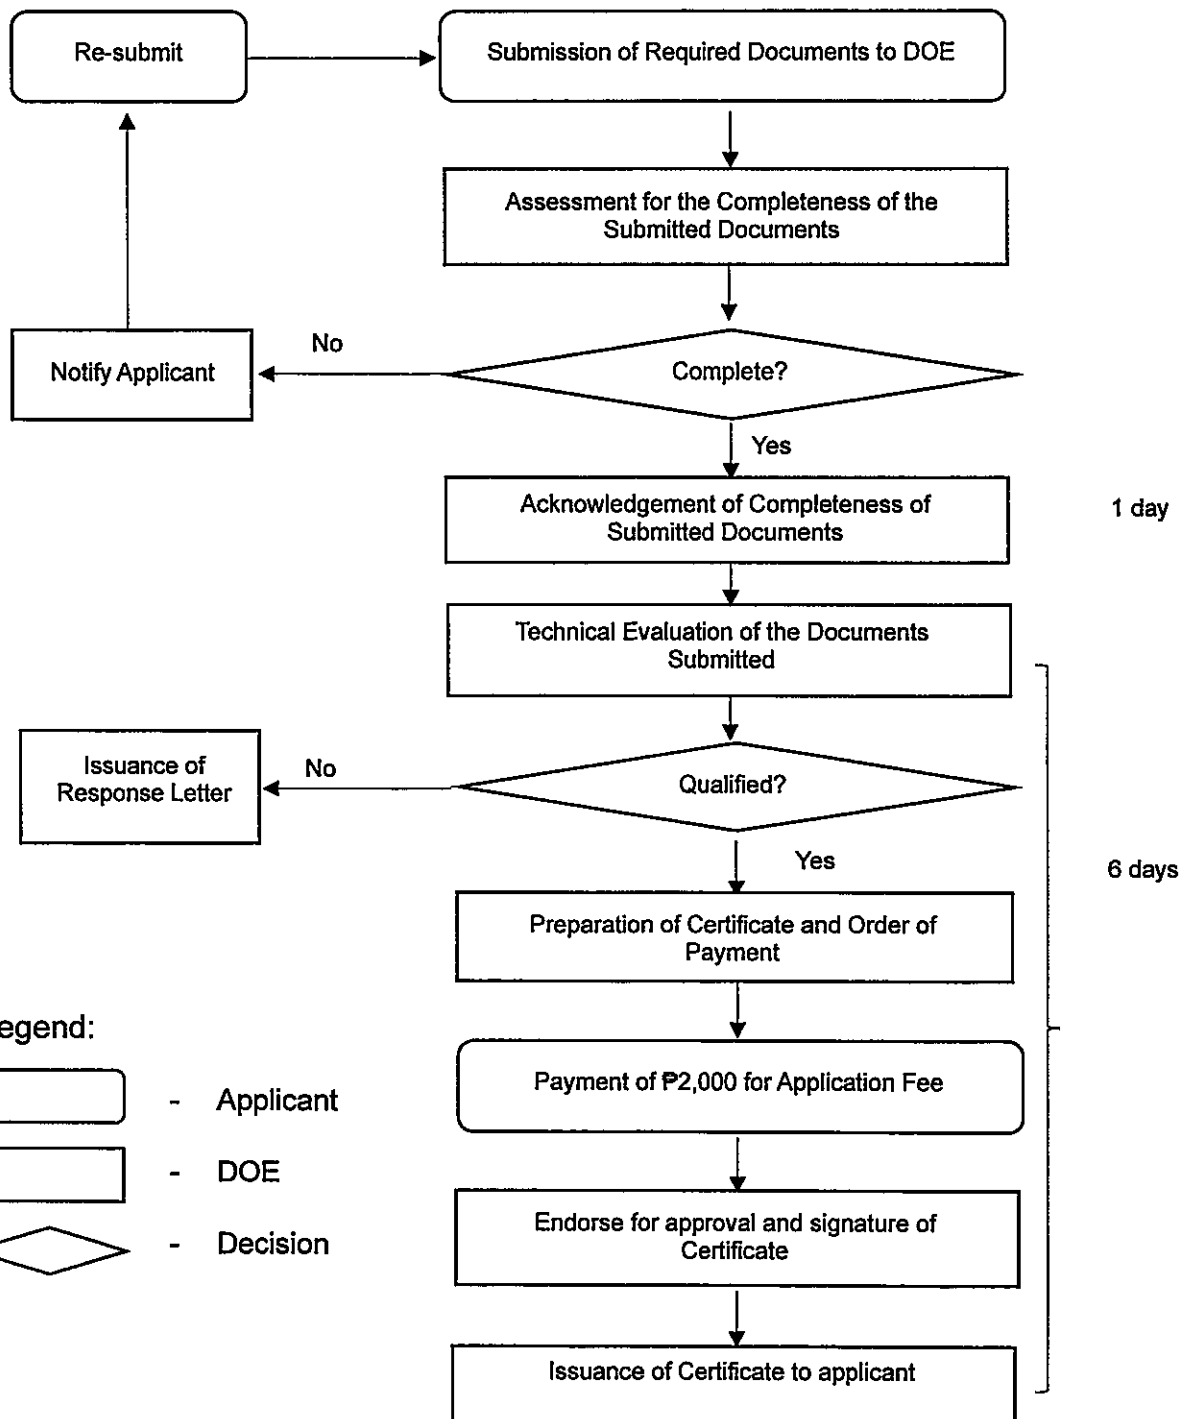 Re-submit
Submission of Required Documents to DOE
Assessment for the Completeness of the
Submitted Documents
No
Notify Applicant
Complete?
Yes
Acknowledgement of Completeness of
Submitted Documents
1 day
Technical Evaluation of the Documents
Submitted
Issuance of
Response Letter
No
Qualified?
Yes
6 days
Preparation of Certificate and Order of
Payment
egend:
Payment of ₱2,000 for Application Fee
- Applicant
- DOE
Endorse for approval and signature of
Certificate
- Decision
Issuance of Certificate to applicant